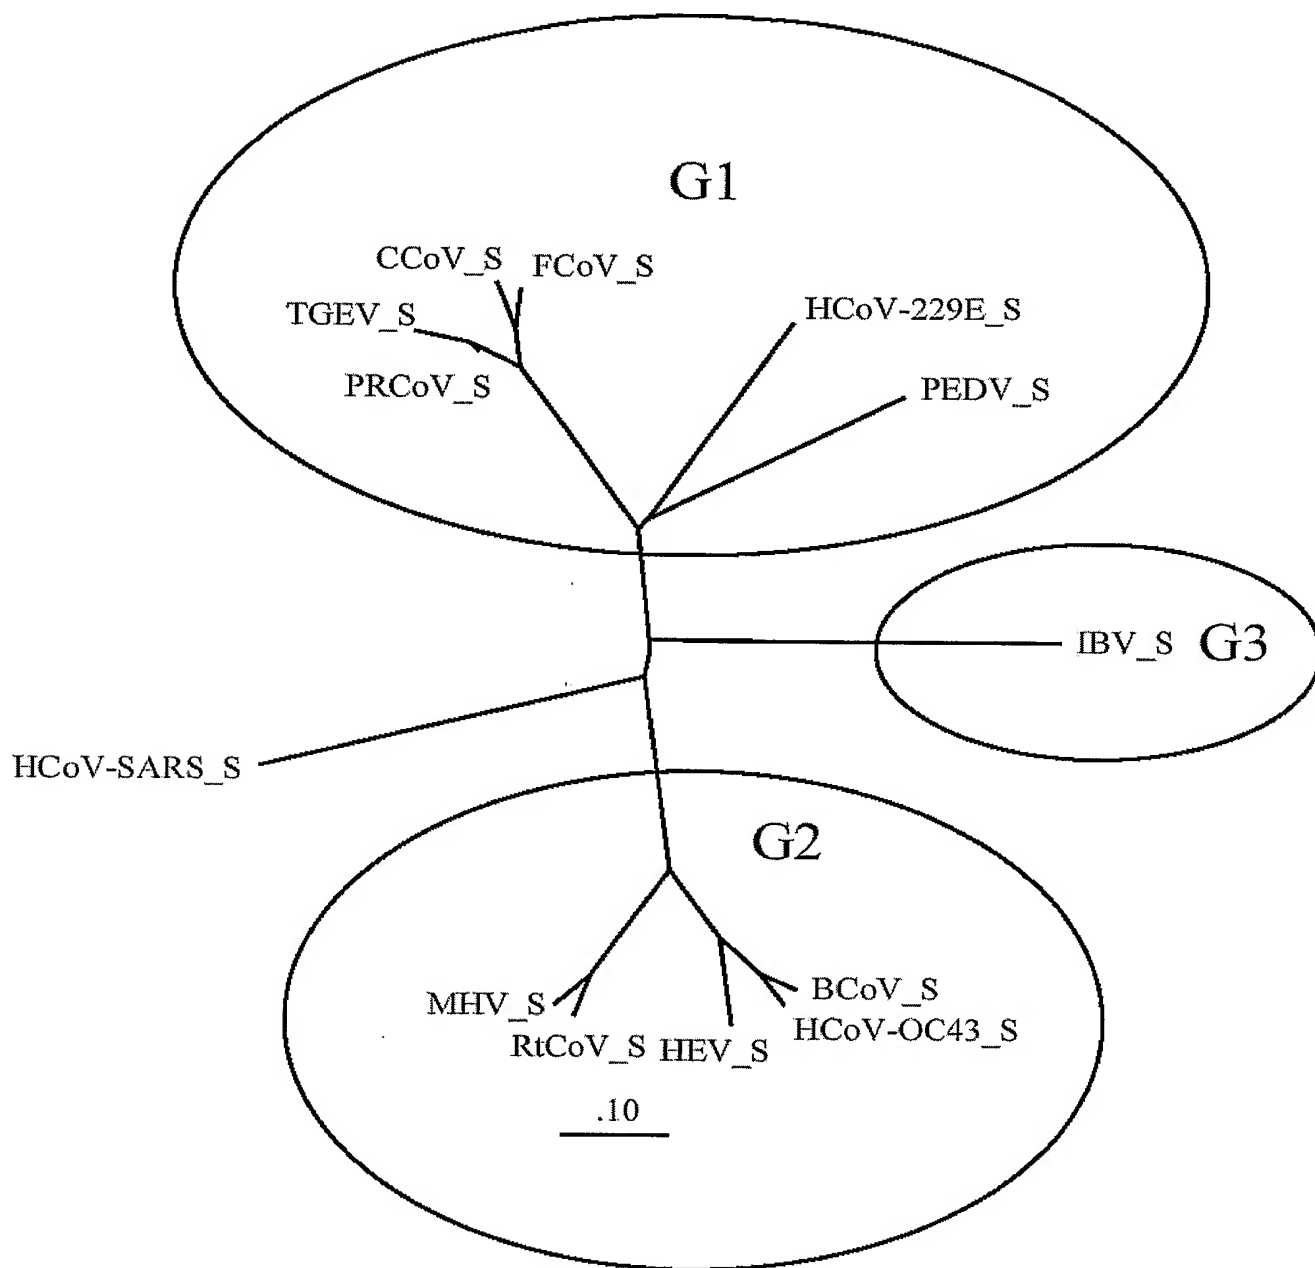 G1
CCoV_S
FCoV_S
TGEV_S
HCoV-229E_S
PRCoV_S
PEDV_S
IBV_S
G3
HCoV-SARS_S
G2
BCoV_S
MHV_S
HCoV-OC43_S
RtCoV_S
HEV_S
.10